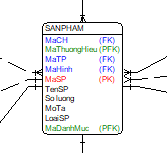 SANPHAM
MaCH (FK)
MaThuongHieu (PFK)
MaTP (FK)
MaHinh (FK)
MaSP (PK)
TenSP
Soluong
MoTa
LoaiSP
MaDanhMuc (PFK)